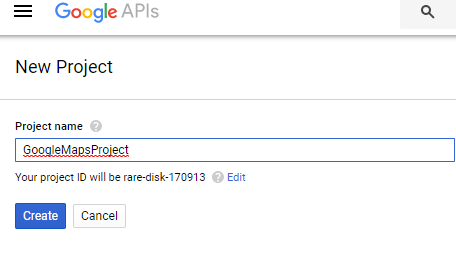 Google APIs
New Project
Project name
GoogleMapsProject
Your project ID will be rare-disk-170913 Edit
Create Cancel